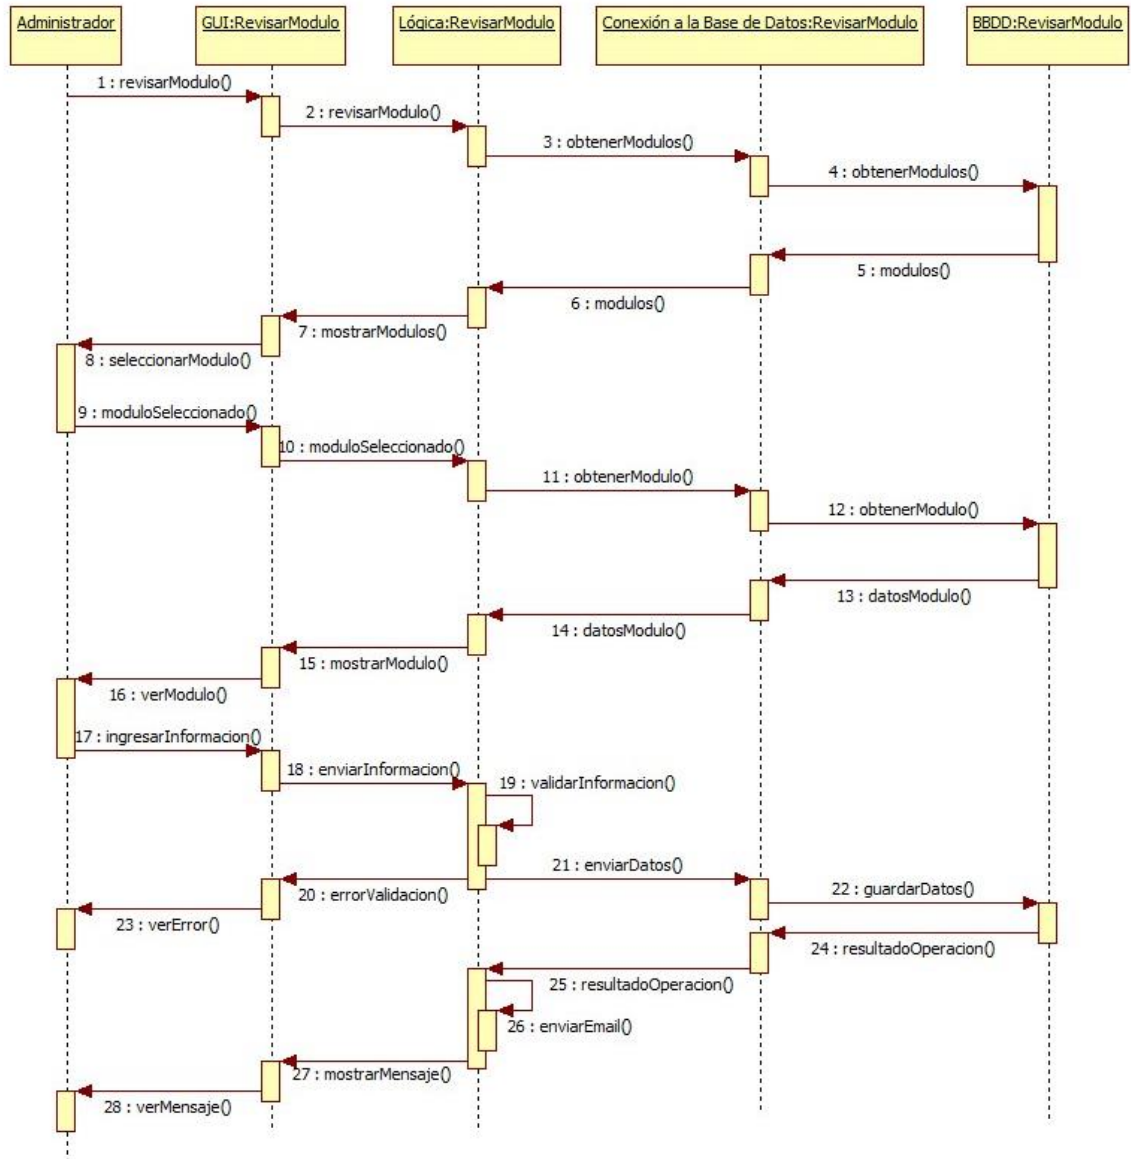 Administrador
GUI:RevisarModulo
Lógica:RevisarModulo
Conexión a la Base de Datos:RevisarModulo
BBDD:RevisarModulo
1 : revisarModulo()
2 : revisarModulo()
3 : obtenerModulos()
4 : obtenerModulos()
5 : modulos()
6 : modulos()
7 : mostrarModulos()
8 : seleccionarModulo()
9 : moduloSeleccionado()
10 : moduloSeleccionado()
11 : obtenerModulo()
12 : obtenerModulo()
13 : datosModulo()
14 : datosModulo()
15 : mostrarModulo()
16 : verModulo()
17 : ingresarInformacion()
18 : enviarInformacion()
19 : validarInformacion()
20 : errorValidacion()
21 : enviarDatos()
22 : guardarDatos()
23 : verError()
24 : resultadoOperacion()
25 : resultadoOperacion()
26 : enviarEmail()
27 : mostrarMensaje()
28 : verMensaje()